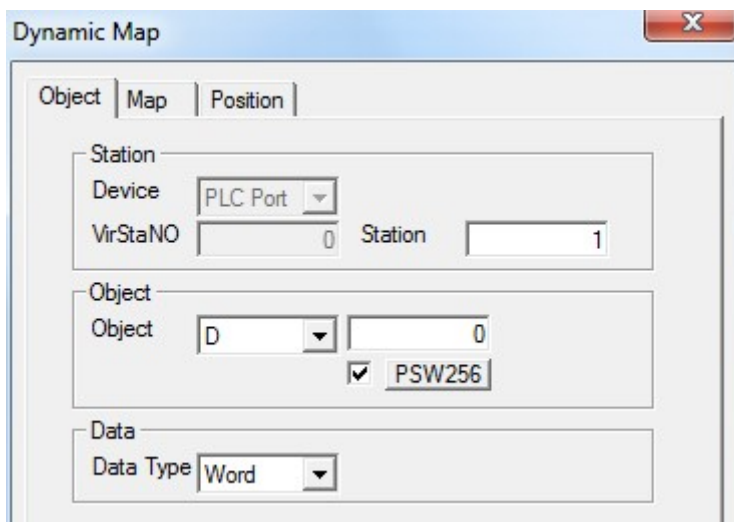 Dynamic Map
Object Map Position
Station
Device PLC Port
VirStaNO 0 Station 1
Object
Object D 0
PSW256
Data
Data Type Word